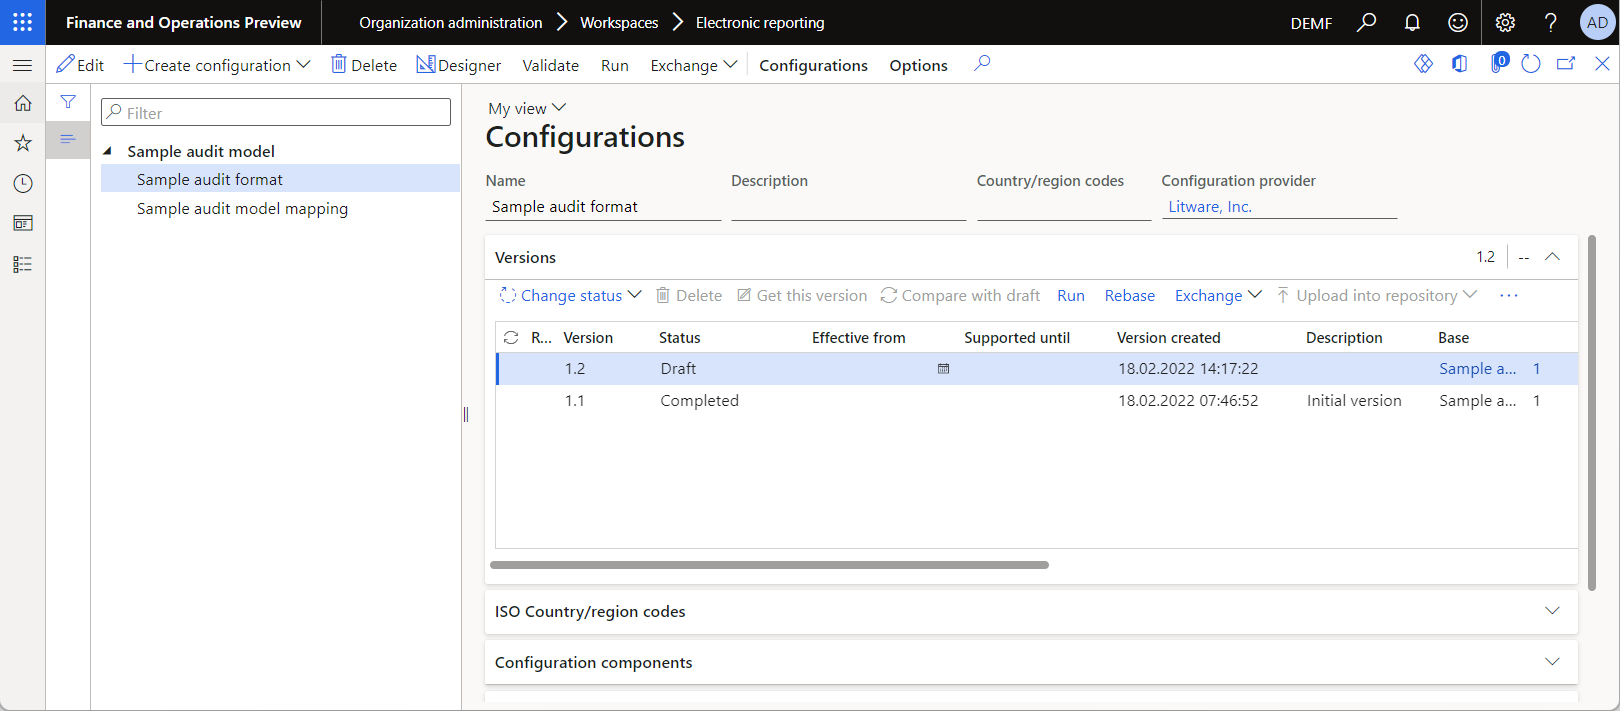 Finance and Operations Preview
Organization administration > Workspaces > Electronic reporting
DEMF
AD
Edit
Create configuration
Delete
Designer
Validate
Run
Exchange
Configurations
Options
0
Filter
Sample audit model
Sample audit format
Sample audit model mapping
My view
Configurations
Name Description Country/region codes Configuration provider
Sample audit format Litware, Inc.
Versions 1.2 --
Change status Delete Get this version Compare with draft Run Rebase Exchange Upload into repository ...
R... Version Status Effective from Supported until Version created Description Base
1.2 Draft 18.02.2022 14:17:22 Sample a... 1
1.1 Completed 18.02.2022 07:46:52 Initial version Sample a... 1
ISO Country/region codes
Configuration components